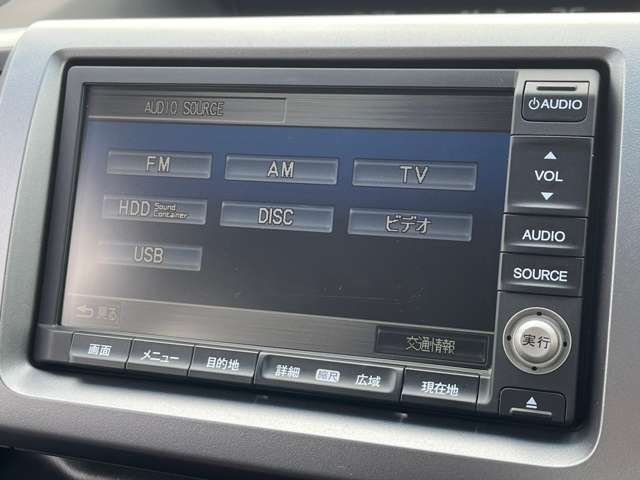 AUDIO SOURCE
FM
AM
TV
HDD Sound Container
DISC
ビデオ
USB
見る
交通情報
画面
メニュー
目的地
詳細
縮尺
広域
現在地
AUDIO
VOL
AUDIO
SOURCE
実行